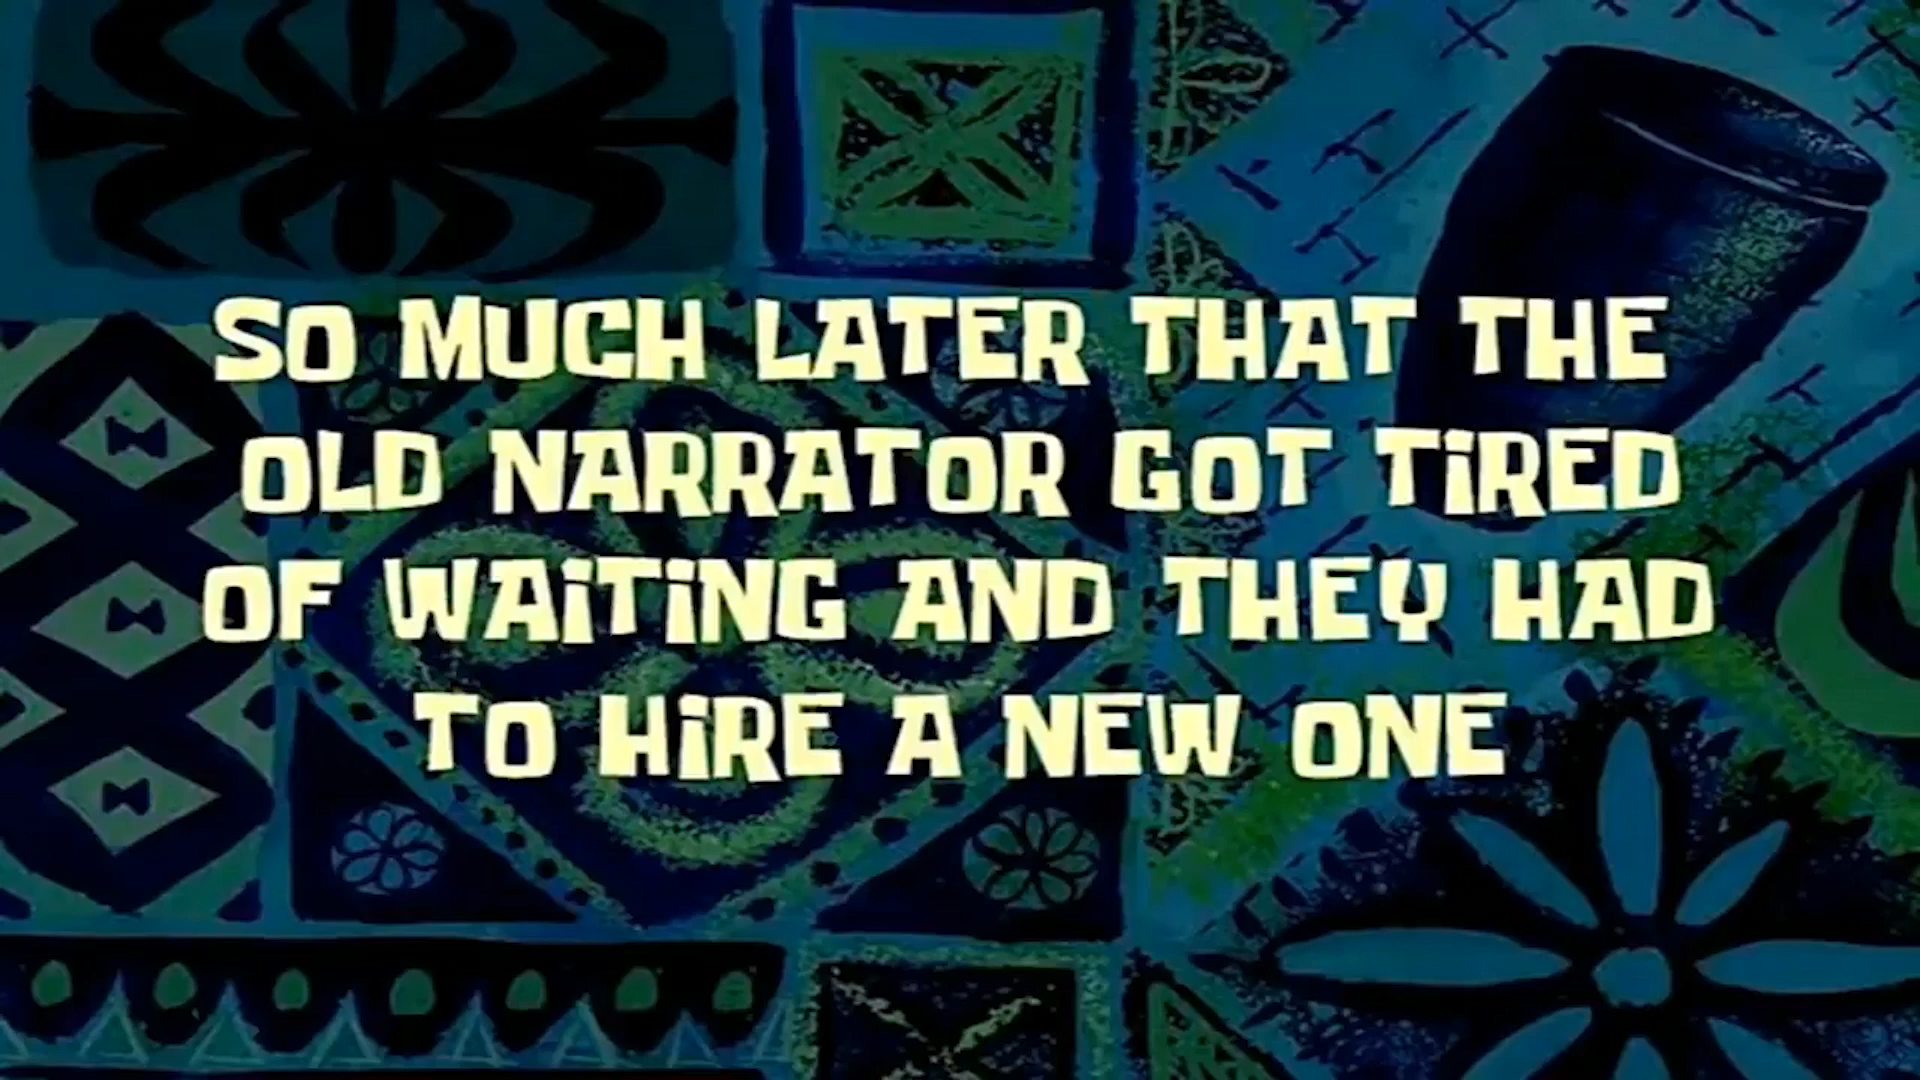 SO MUCH LATER THAT THE
OLD NARRATOR GOT TiRED
OF WAiTiNG AND THEY HAD
TO HiRE A NEW ONE